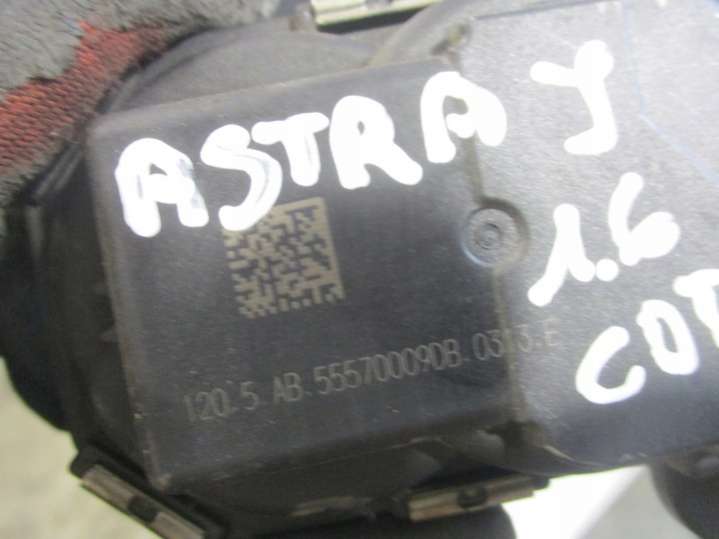 ASTRA J
1.6
CDT
120.5 AB 55570009DB.0313.E